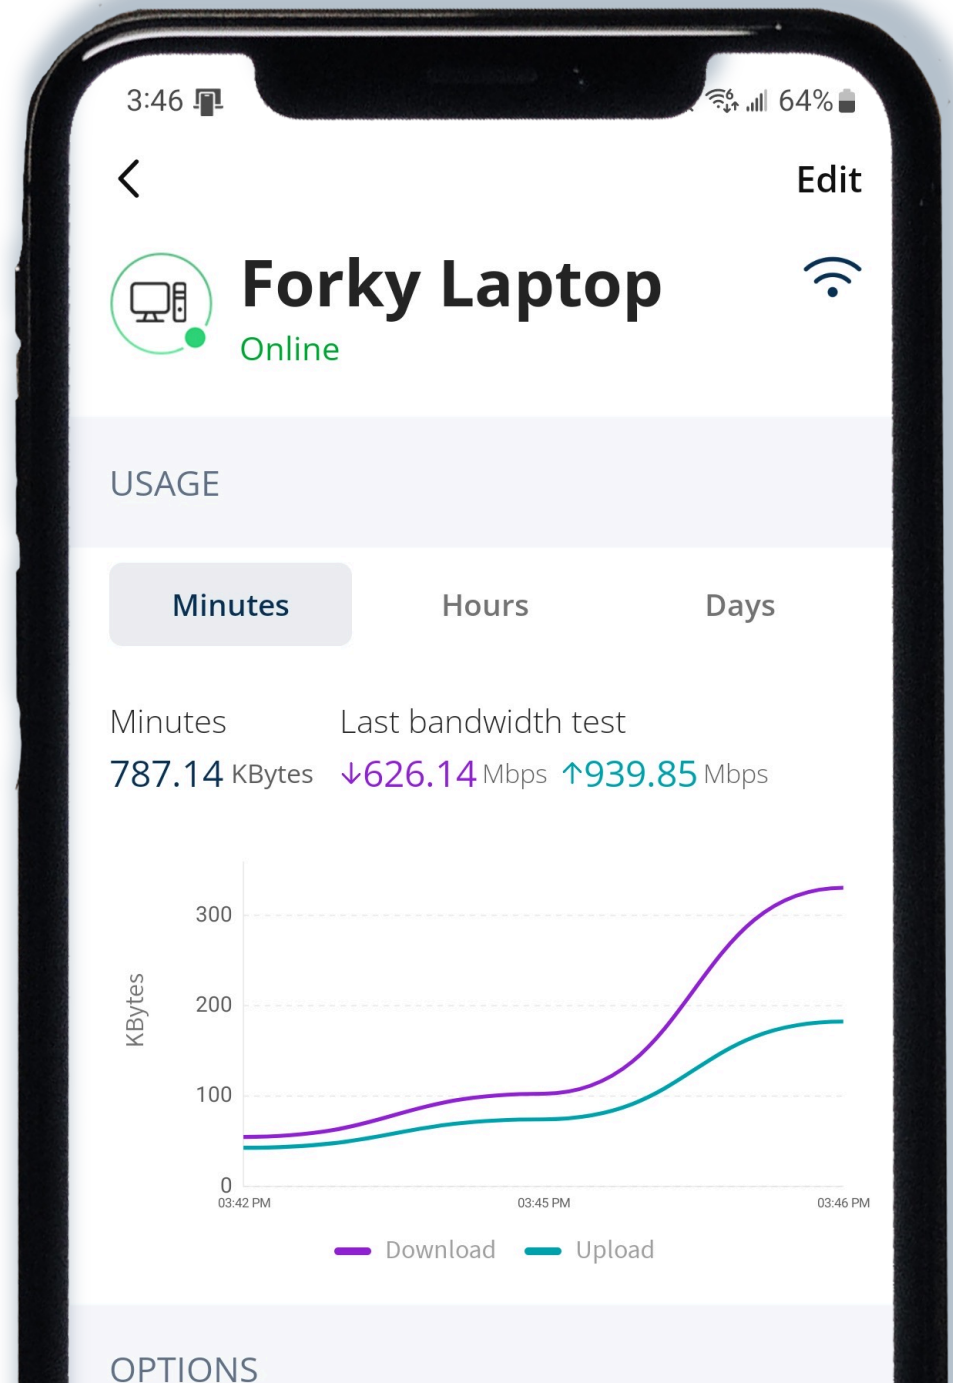 3:46 64%
Edit
Forky Laptop
Online
USAGE
Minutes Hours Days
Minutes Last bandwidth test
787.14 KBytes ↓626.14 Mbps ↑939.85 Mbps
KBytes
300
200
100
0
03:42 PM 03:45 PM 03:46 PM
Download Upload
OPTIONS